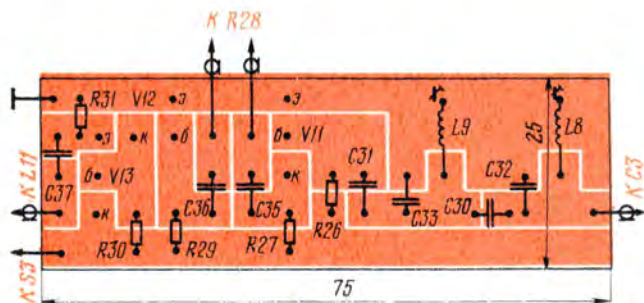 К R28
R31 V12 э э
L9 25 L8
э к б б V11
C37 C31 C32
б V13 к
К L11 C36 C35 C33 C30 К C3
к R26
R30 R29 R27
К S3
75